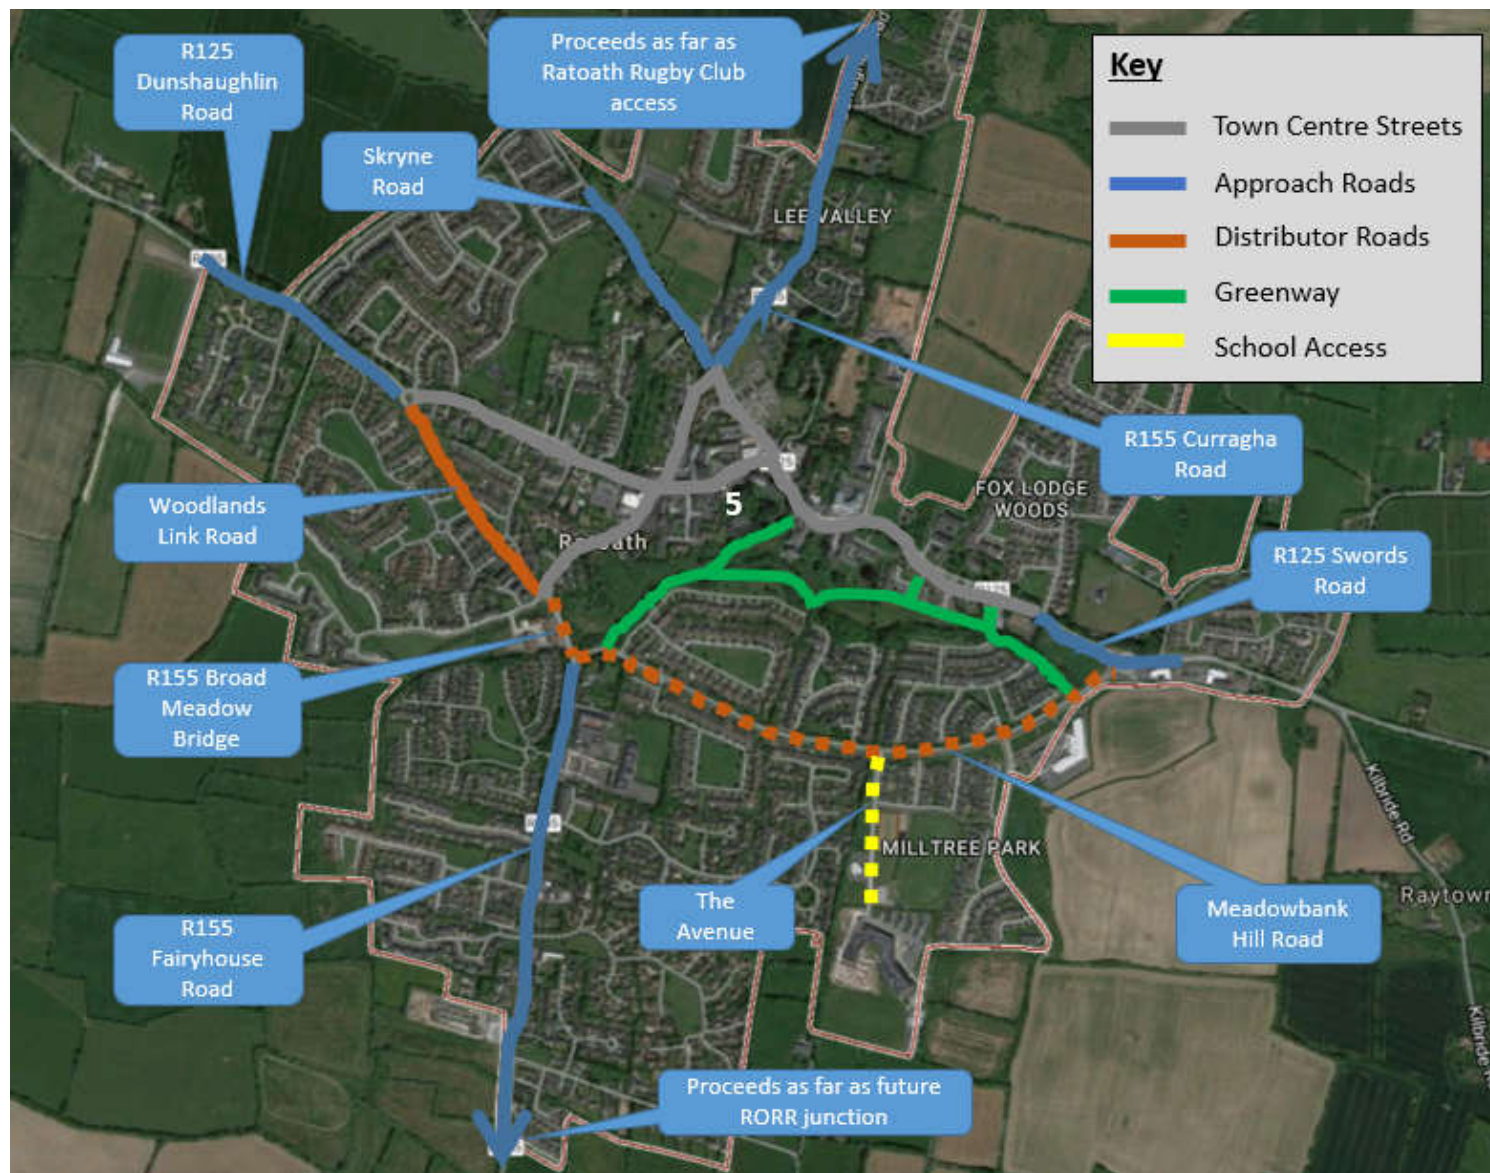 R125
Dunshaughlin
Road
Proceeds as far as
Ratoath Rugby Club
access
Skryne
Road
LEE VALLEY
Key
Town Centre Streets
Approach Roads
Distributor Roads
Greenway
School Access
R155 Curragha
Road
FOX LODGE
WOODS
5
Woodlands
Link Road
Ratoath
R125 Swords
Road
R155 Broad
Meadow
Bridge
Kilbride Rd
MILLTREE PARK
Raytown
The
Avenue
Meadowbank
Hill Road
R155
Fairyhouse
Road
Proceeds as far as future
RORR junction